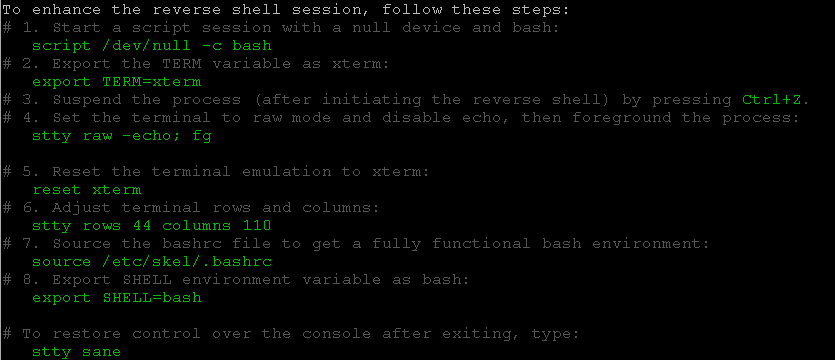 To enhance the reverse shell session, follow these steps:
# 1. Start a script session with a null device and bash:
script /dev/null -c bash
# 2. Export the TERM variable as xterm:
export TERM=xterm
# 3. Suspend the process (after initiating the reverse shell) by pressing Ctrl+Z.
# 4. Set the terminal to raw mode and disable echo, then foreground the process:
stty raw -echo; fg
# 5. Reset the terminal emulation to xterm:
reset xterm
# 6. Adjust terminal rows and columns:
stty rows 44 columns 110
# 7. Source the bashrc file to get a fully functional bash environment:
source /etc/skel/.bashrc
# 8. Export SHELL environment variable as bash:
export SHELL=bash
# To restore control over the console after exiting, type:
stty sane